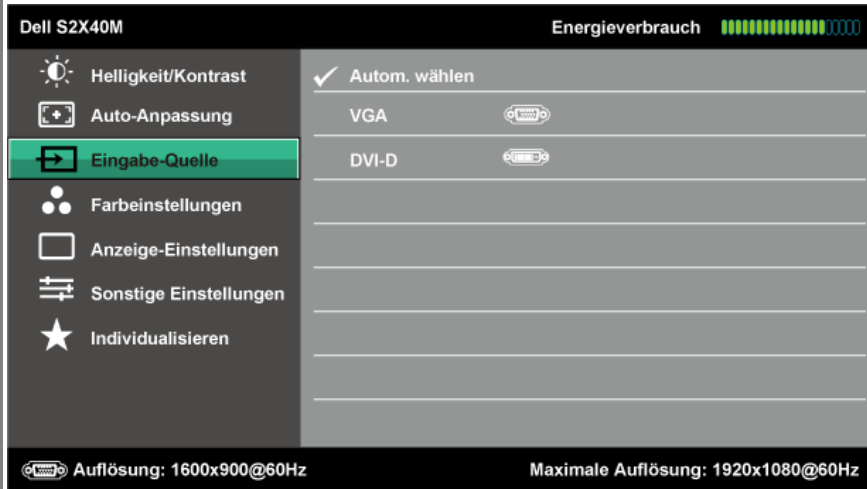 Dell S2X40M
Energieverbrauch
Helligkeit/Kontrast
Auto-Anpassung
Eingabe-Quelle
Farbeinstellungen
Anzeige-Einstellungen
Sonstige Einstellungen
Individualisieren
Autom. wählen
VGA
DVI-D
Auflösung: 1600x900@60Hz
Maximale Auflösung: 1920x1080@60Hz